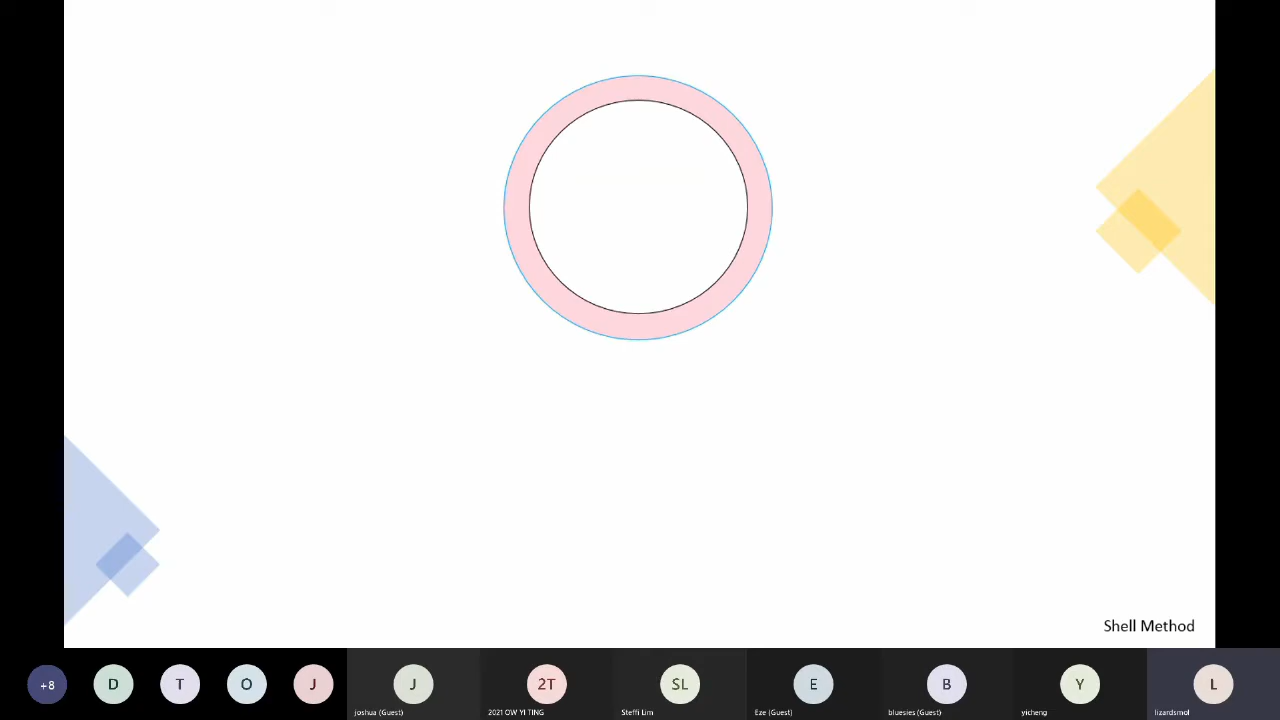 Shell Method
+8
D
T
O
J
J
2T
SL
E
B
Y
L
joshua (Guest)
2021 OW YI TING
Steffi Lim
Eze (Guest)
bluesies (Guest)
yicheng
lizardsmol